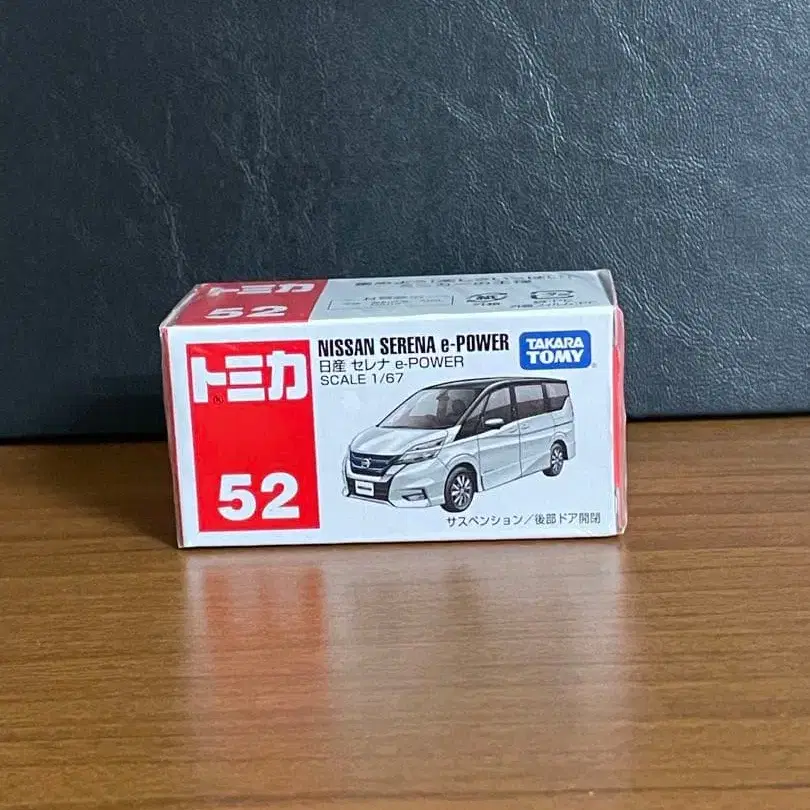 トミカ
52
トミカ
52
NISSAN SERENA e-POWER
日産 セレナ e-POWER
SCALE 1/67
TAKARA
TOMY
サスペンション／後部ドア開閉